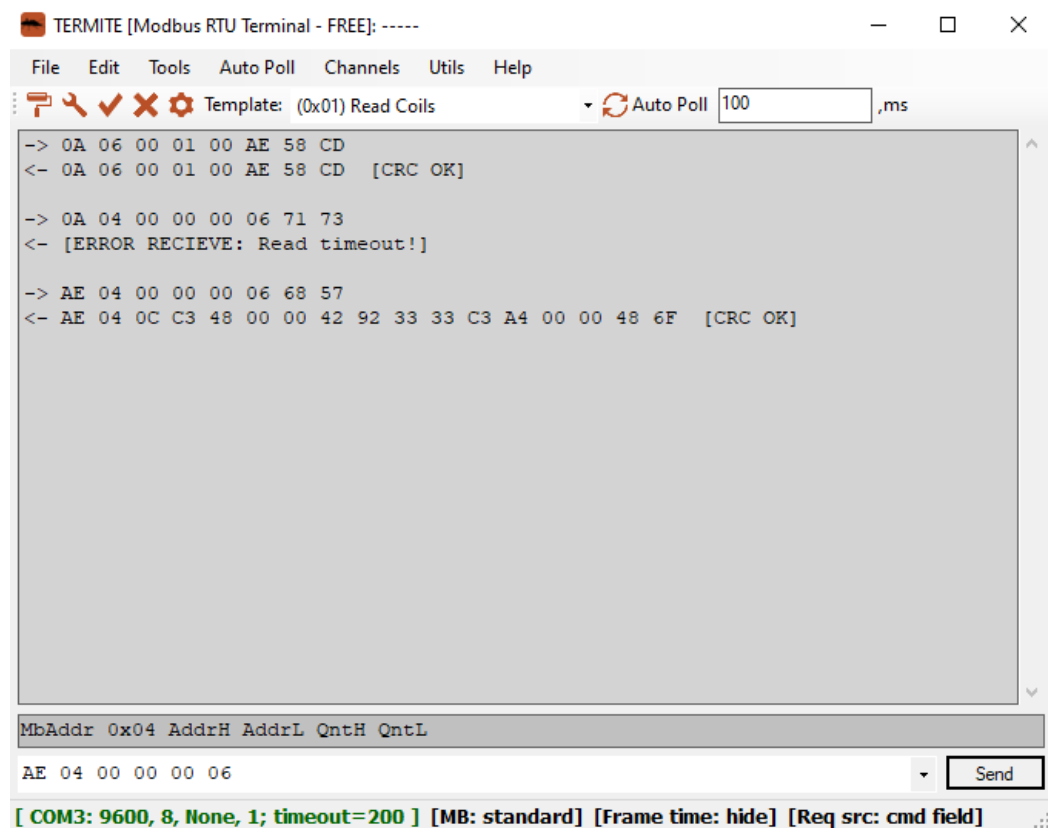 TERMITE [Modbus RTU Terminal - FREE]: -----
File Edit Tools Auto Poll Channels Utils Help
Template: (0x01) Read Coils Auto Poll 100 ,ms
-> 0A 06 00 01 00 AE 58 CD
<- 0A 06 00 01 00 AE 58 CD [CRC OK]
-> 0A 04 00 00 00 06 71 73
<- [ERROR RECIEVE: Read timeout!]
-> AE 04 00 00 00 06 68 57
<- AE 04 0C C3 48 00 00 42 92 33 33 C3 A4 00 00 48 6F [CRC OK]
MbAddr 0x04 AddrH AddrL QntH QntL
AE 04 00 00 00 06 Send
[ COM3: 9600, 8, None, 1; timeout=200 ] [MB: standard] [Frame time: hide] [Req src: cmd field]